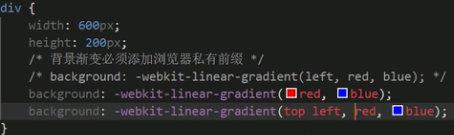 div {
width: 600px;
height: 200px;
/* 背景渐变必须添加浏览器私有前缀 */
/* background: -webkit-linear-gradient(left, red, blue); */
background: -webkit-linear-gradient(red, blue);
background: -webkit-linear-gradient(top left, red, blue);
}